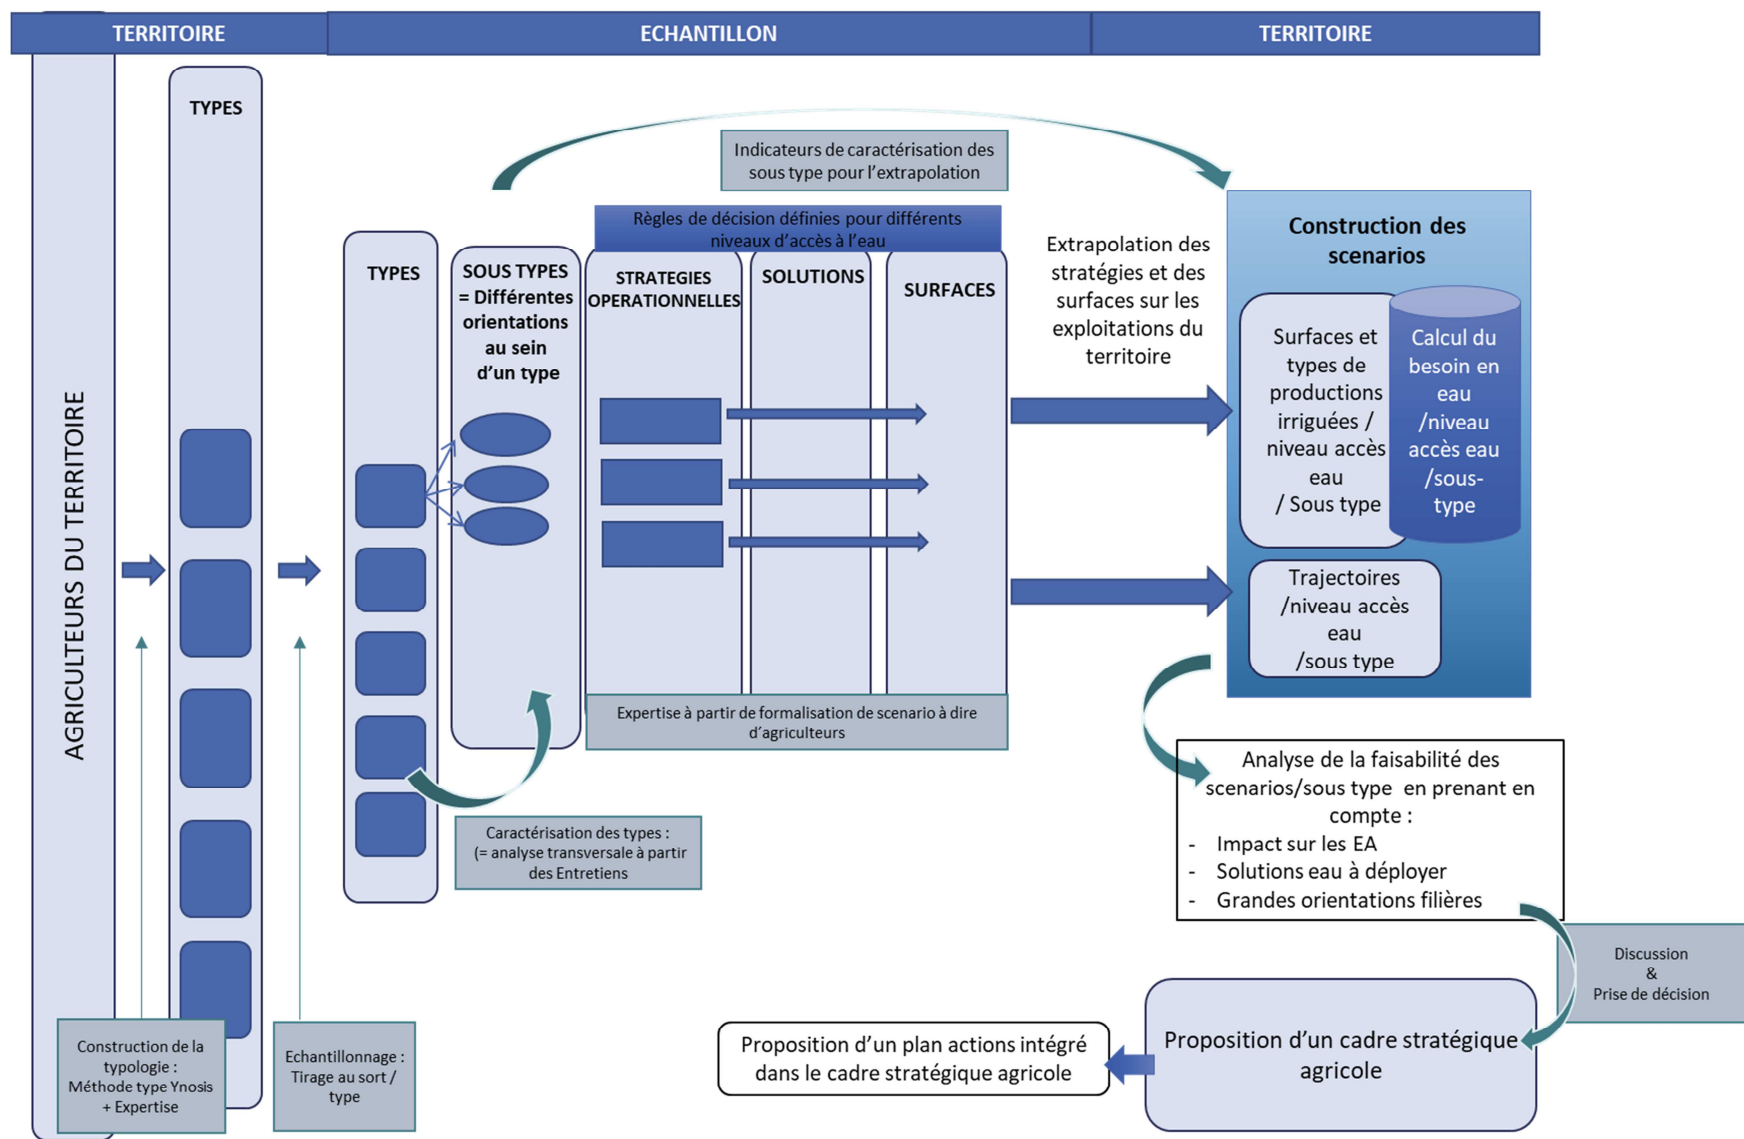 TERRITOIRE
ECHANTILLON
TERRITOIRE
AGRICULTEURS DU TERRITOIRE
TYPES
Construction de la
typologie :
Méthode type Ynosis
+ Expertise
Echantillonnage :
Tirage au sort /
type
TYPES
SOUS TYPES
= Différentes
orientations
au sein
d’un type
Caractérisation des types :
(= analyse transversale à partir
des Entretiens
Indicateurs de caractérisation des
sous type pour l’extrapolation
Règles de décision définies pour différents
niveaux d’accès à l’eau
STRATEGIES
OPERATIONNELLES
SOLUTIONS
SURFACES
Expertise à partir de formalisation de scenario à dire
d’agriculteurs
Extrapolation des
stratégies et des
surfaces sur les
exploitations du
territoire
Construction des
scenarios
Surfaces et
types de
productions
irriguées /
niveau accès
eau
/ Sous type
Calcul du
besoin en
eau
/niveau
accès eau
/sous-
type
Trajectoires
/niveau accès
eau
/sous type
Analyse de la faisabilité des
scenarios/sous type en prenant en
compte :
- Impact sur les EA
- Solutions eau à déployer
- Grandes orientations filières
Discussion
&
Prise de décision
Proposition d’un cadre stratégique
agricole
Proposition d’un plan actions intégré
dans le cadre stratégique agricole